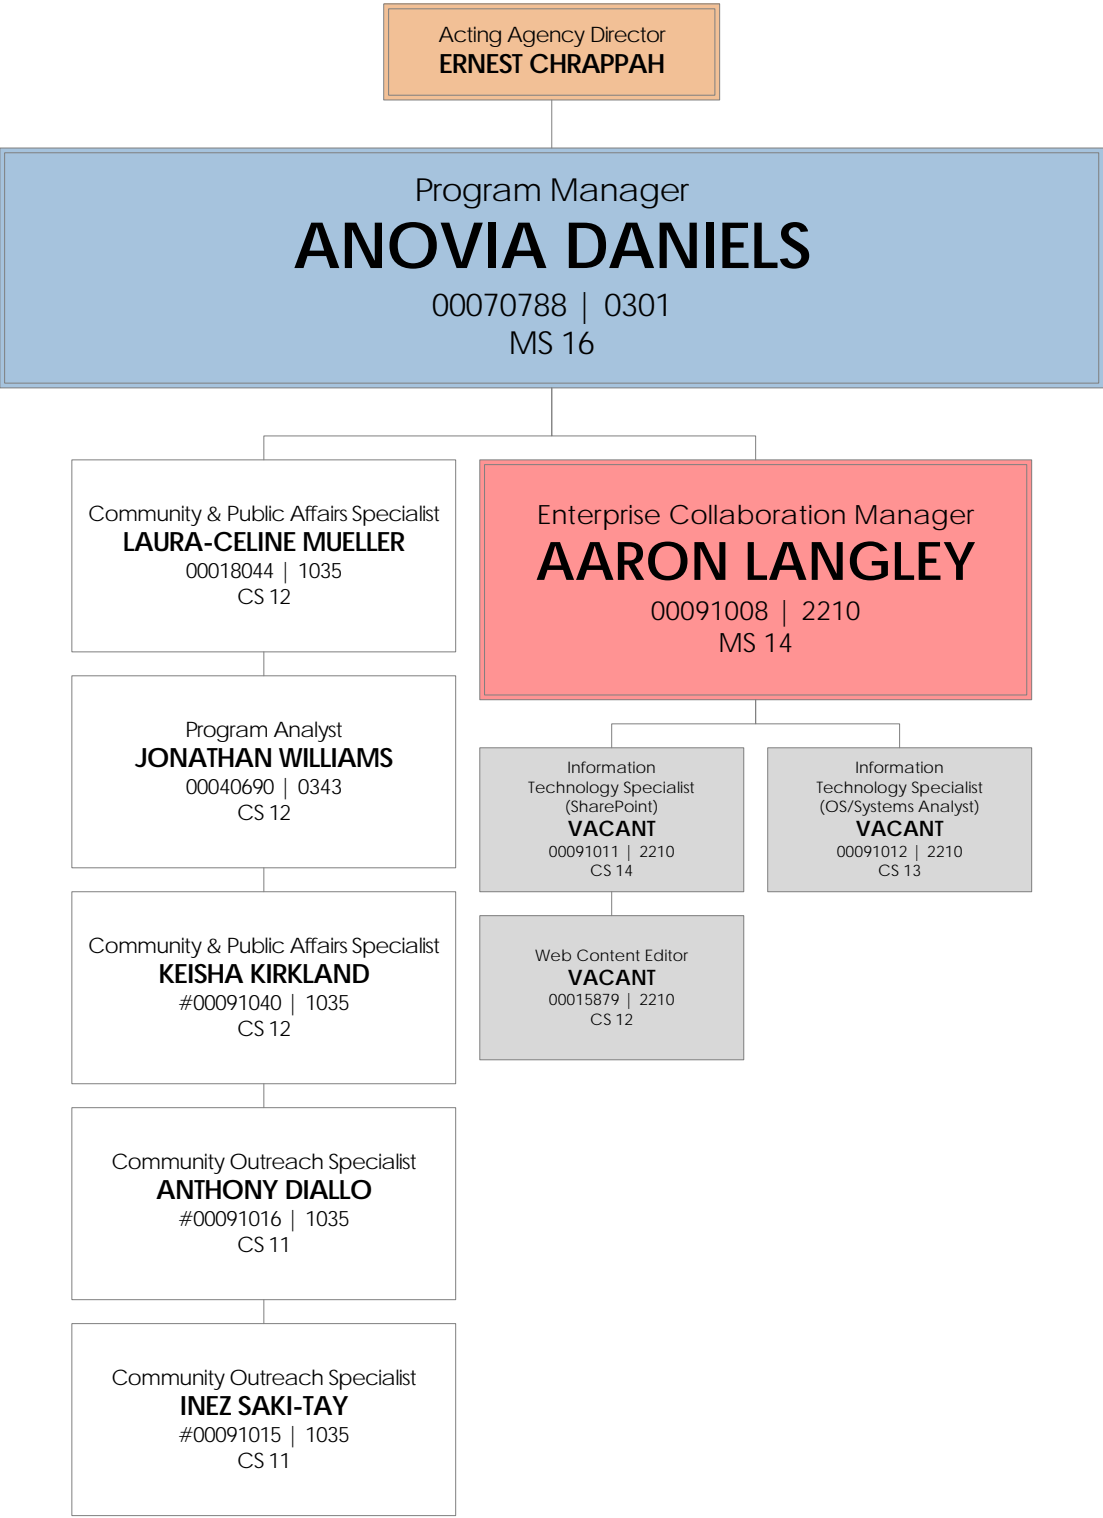 Acting Agency Director
ERNEST CHRAPPAH
Program Manager
ANOVIA DANIELS
00070788 | 0301
MS 16
Community & Public Affairs Specialist
LAURA-CELINE MUELLER
00018044 | 1035
CS 12
Enterprise Collaboration Manager
AARON LANGLEY
00091008 | 2210
MS 14
Program Analyst
JONATHAN WILLIAMS
00040690 | 0343
CS 12
Information
Technology Specialist
(SharePoint)
VACANT
00091011 | 2210
CS 14
Information
Technology Specialist
(OS/Systems Analyst)
VACANT
00091012 | 2210
CS 13
Community & Public Affairs Specialist
KEISHA KIRKLAND
#00091040 | 1035
CS 12
Web Content Editor
VACANT
00015879 | 2210
CS 12
Community Outreach Specialist
ANTHONY DIALLO
#00091016 | 1035
CS 11
Community Outreach Specialist
INEZ SAKI-TAY
#00091015 | 1035
CS 11